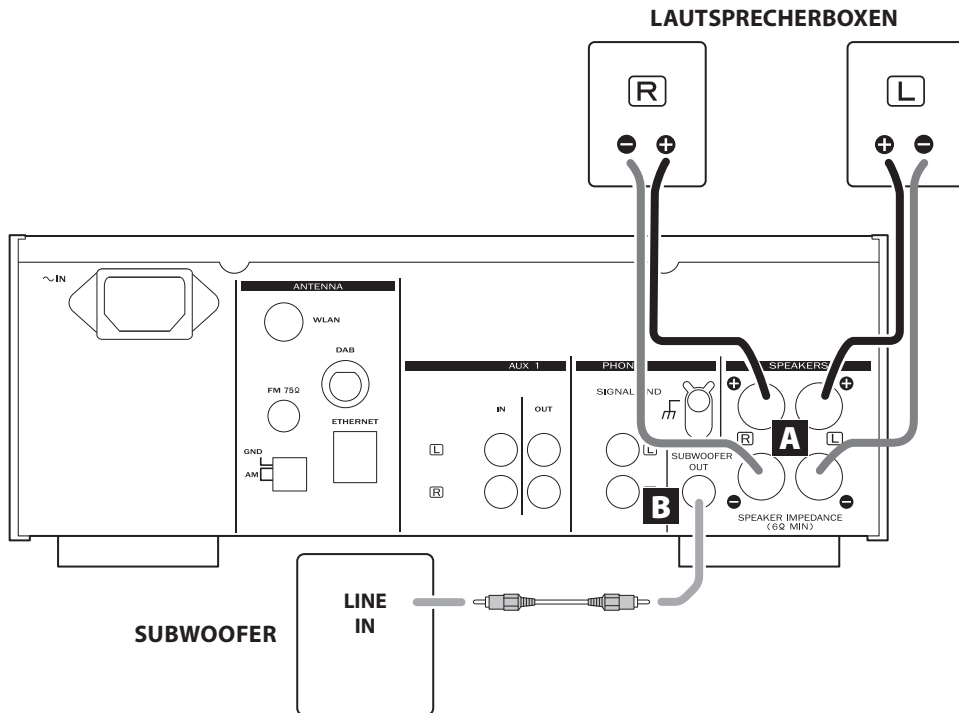 LAUTSPRECHERBOXEN
R
L
IN
ANTENNA
WLAN
DAB
FM 75Ω
ETHERNET
GND
AM
AUX 1
IN
OUT
L
R
PHON
SIGNAL GND
L
SPEAKERS
R
A
L
SUBWOOFER
OUT
B
SPEAKER IMPEDANCE
(6Ω MIN)
SUBWOOFER
LINE
IN